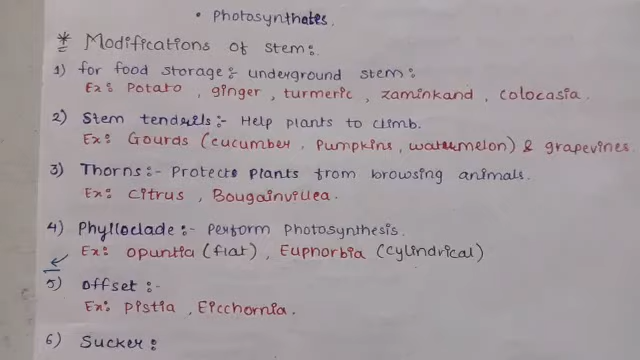 • Photosynthates.
* Modifications of stem:
1) for food storage:- underground stem:
Ex: Potato, ginger, turmeric, zaminkand, colocasia.
2) Stem tendrils:- Help plants to climb.
Ex: Gourds (cucumber, pumpkins, watermelon) & grapevines.
3) Thorns:- Protect plants from browsing animals.
Ex: Citrus, Bougainvillea.
4) Phylloclade:- Perform Photosynthesis.
Ex: opuntia (flat), Euphorbia (cylindrical)
5) Offset:-
Ex: Pistia, Eicchornia.
6) Sucker: